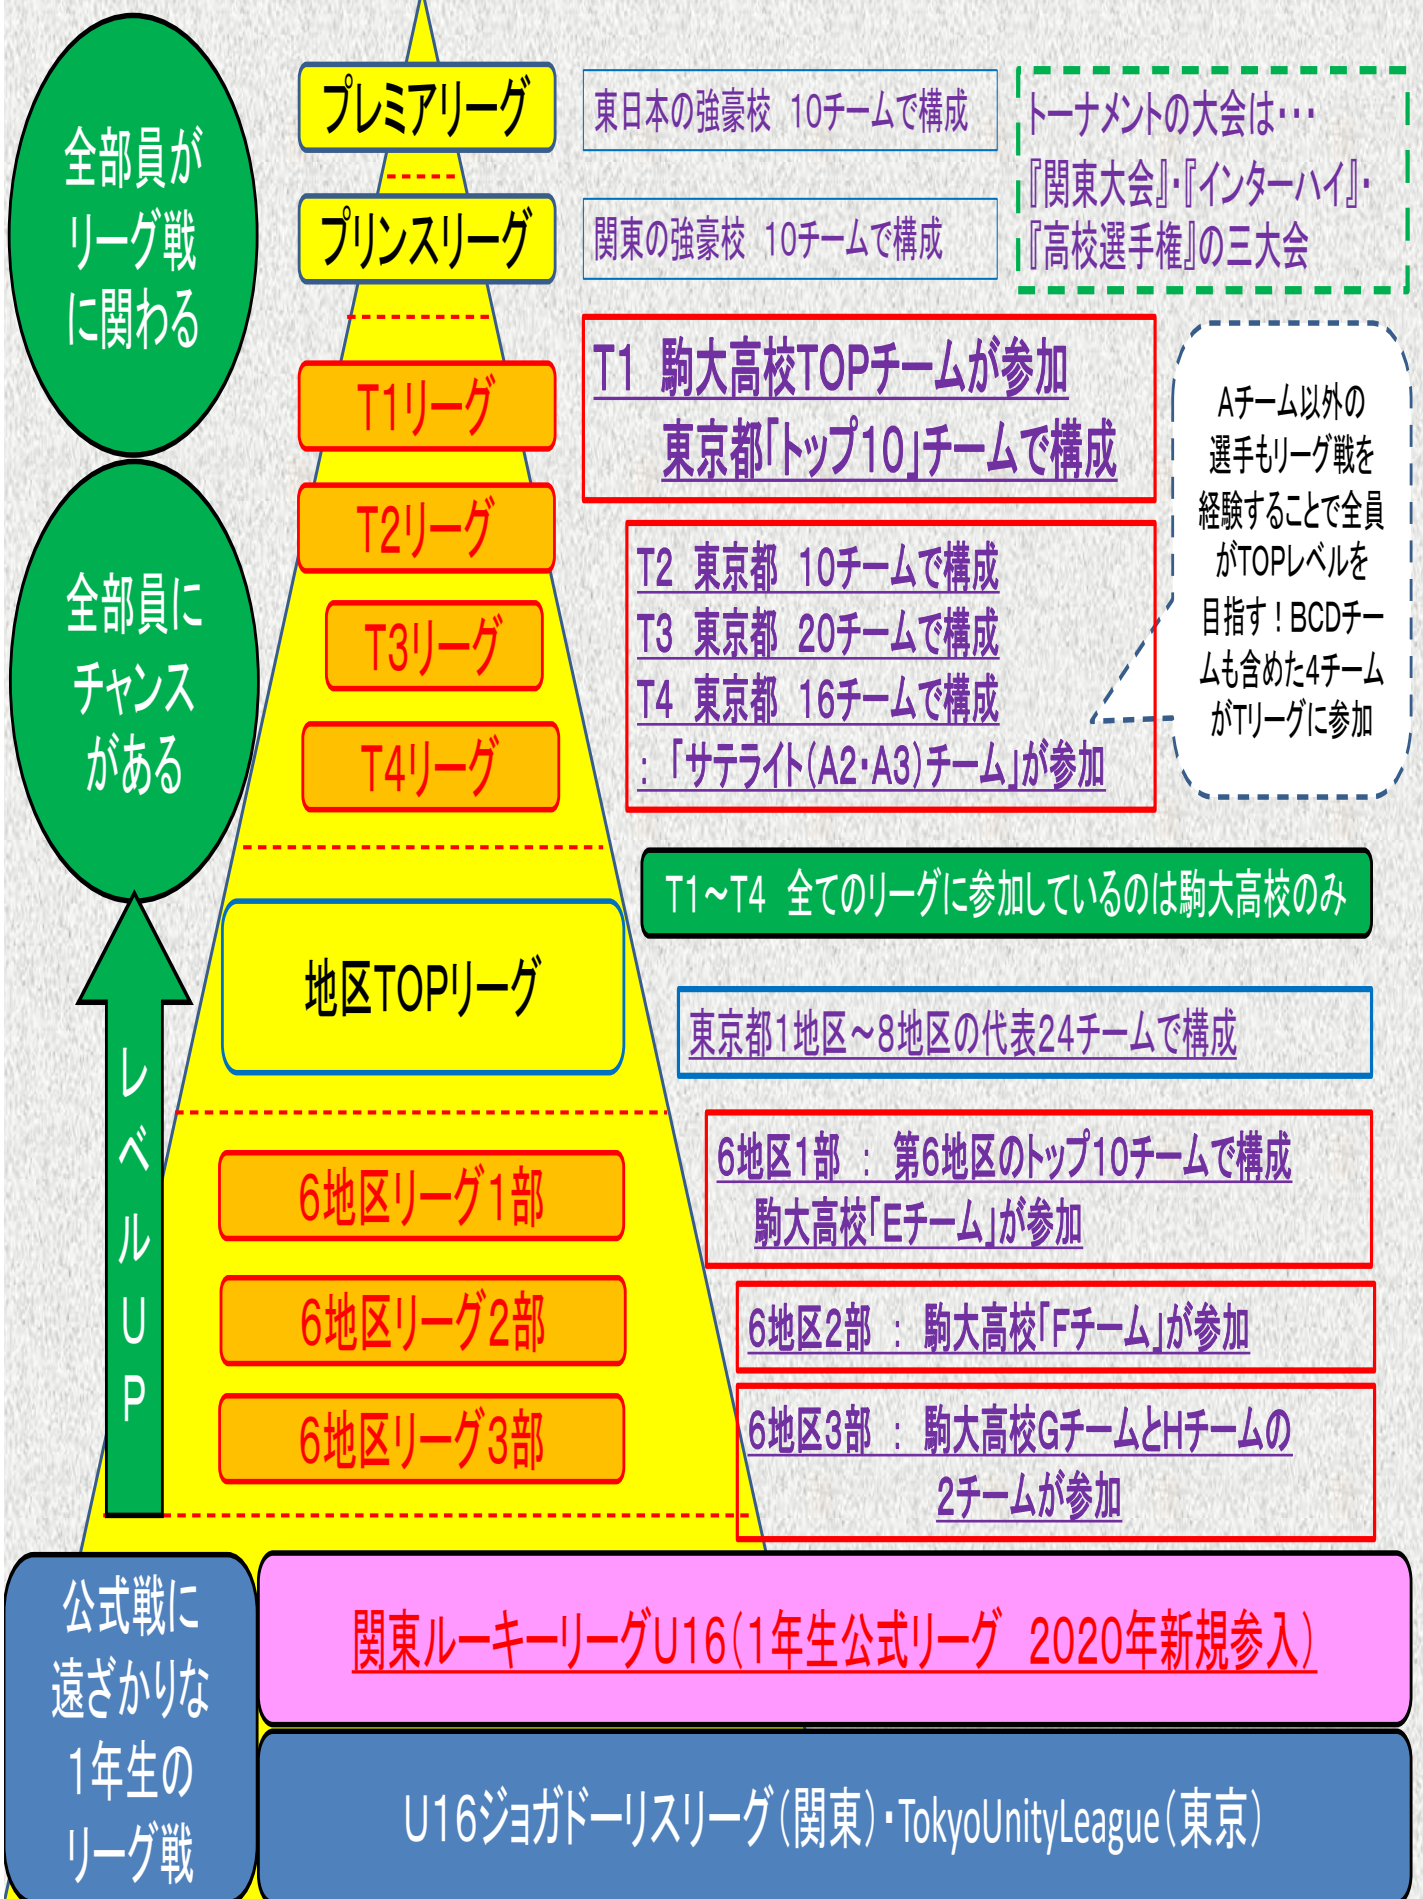 全部員が
リーグ戦
に関わる
プレミアリーグ
東日本の強豪校　10チームで構成
トーナメントの大会は・・・
『関東大会』・『インターハイ』・
『高校選手権』の三大会
プリンスリーグ
関東の強豪校　10チームで構成
T1リーグ
T1　駒大高校TOPチームが参加
東京都「トップ10」チームで構成
Aチーム以外の
選手もリーグ戦を
経験することで全員
がTOPレベルを
目指す！BCDチー
ムも含めた4チーム
がTリーグに参加
全部員に
チャンス
がある
T2リーグ
T3リーグ
T4リーグ
T2　東京都　10チームで構成
T3　東京都　20チームで構成
T4　東京都　16チームで構成
：「サテライト（A2・A3）チーム」が参加
T1～T4　全てのリーグに参加しているのは駒大高校のみ
地区TOPリーグ
東京都1地区～8地区の代表24チームで構成
レベルUP
6地区リーグ1部
6地区1部　：　第6地区のトップ10チームで構成
駒大高校「Eチーム」が参加
6地区リーグ2部
6地区2部　：　駒大高校「Fチーム」が参加
6地区リーグ3部
6地区3部　：　駒大高校GチームとHチームの
2チームが参加
公式戦に
遠ざかりな
1年生の
リーグ戦
関東ルーキーリーグU16（1年生公式リーグ　2020年新規参入）
U16ジョガドーリスリーグ（関東）・TokyoUnityLeague（東京）